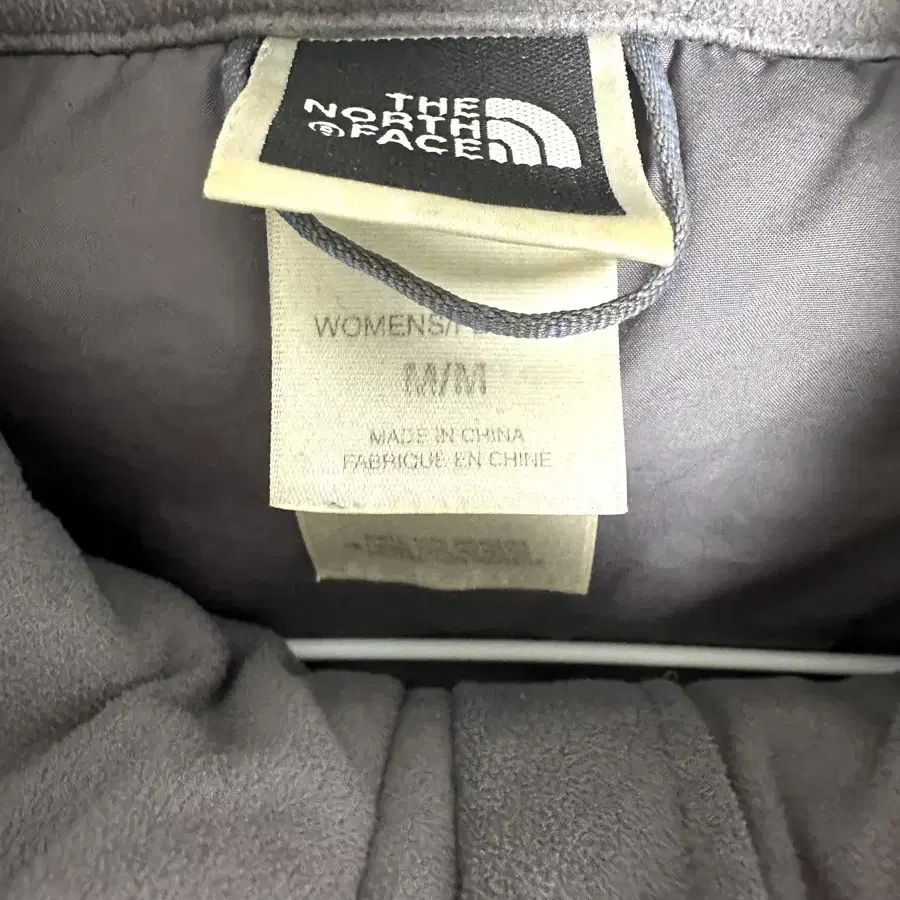 THE
NORTH
FACE
WOMENS/
M/M
MADE IN CHINA
FABRIQUE EN CHINE